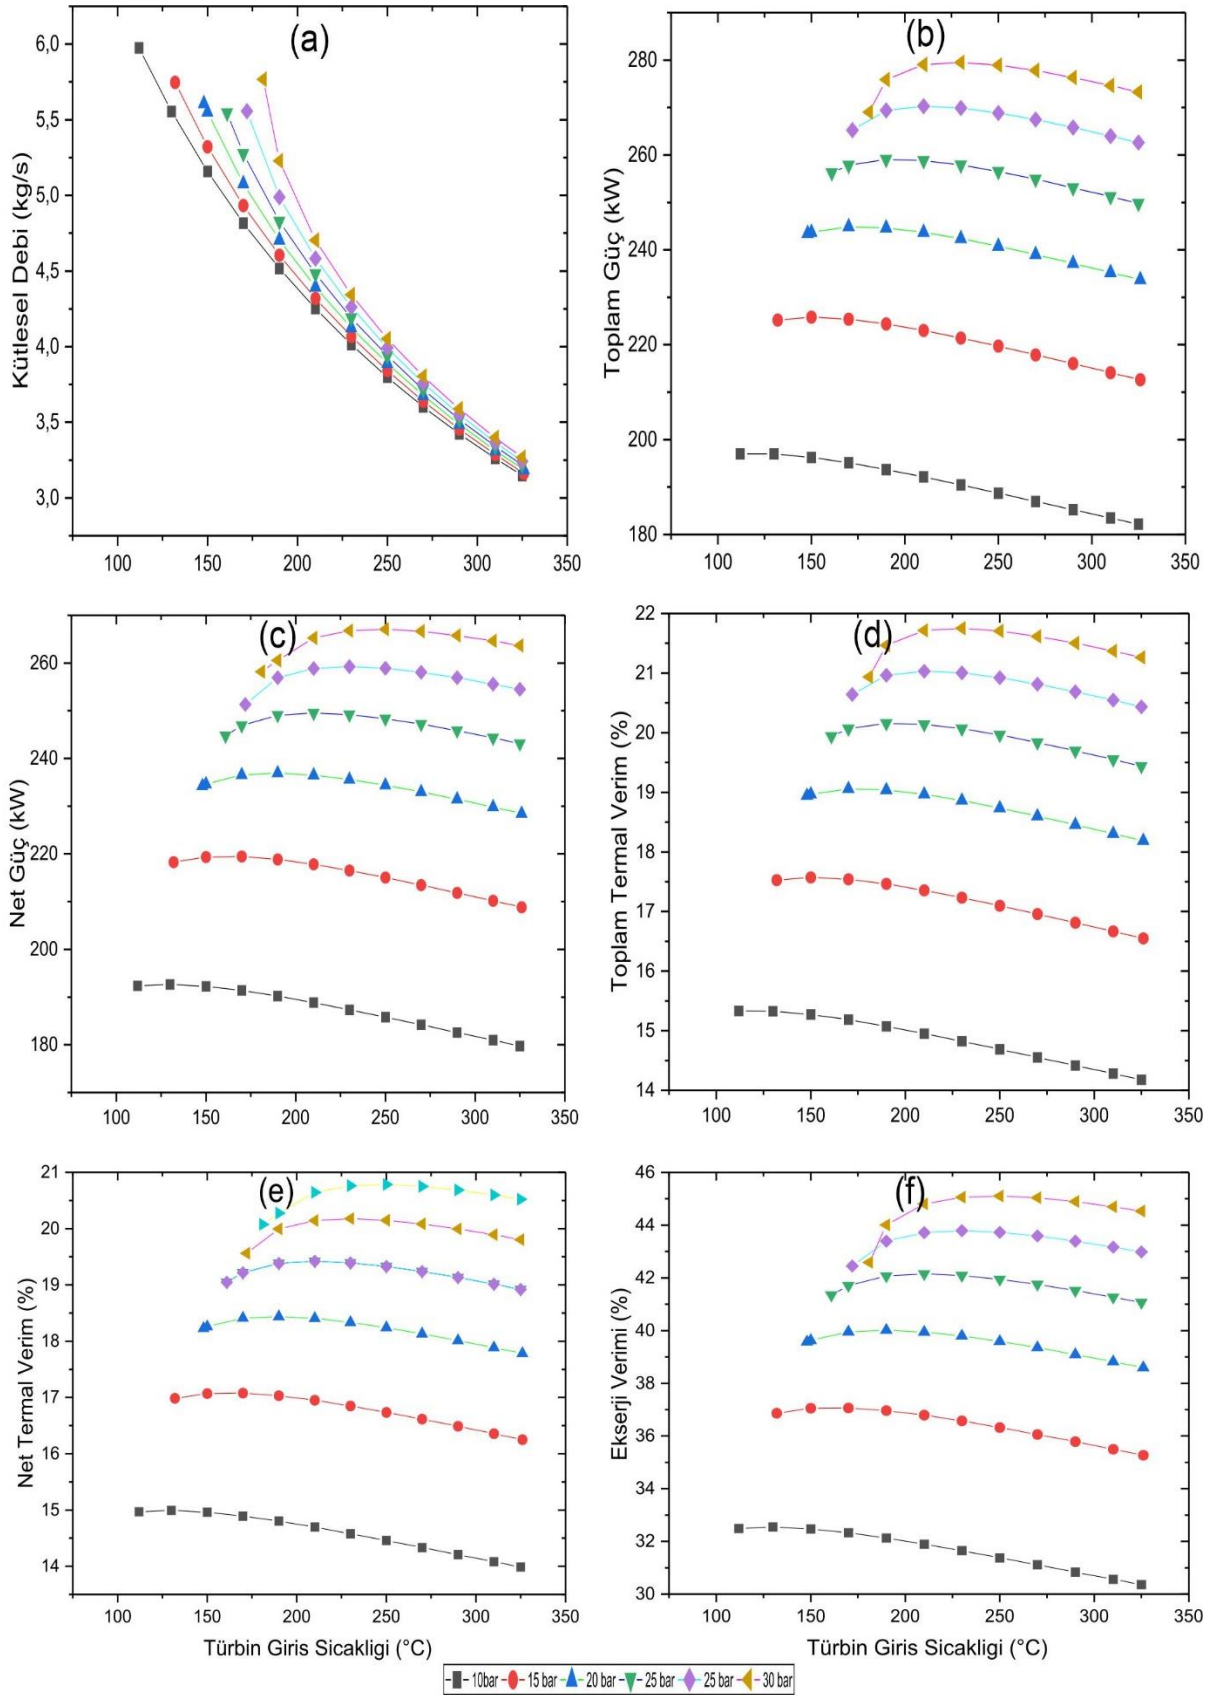 (a)
Kütlesel Debi (kg/s)
6,0
5,5
5,0
4,5
4,0
3,5
3,0
100 150 200 250 300 350
(b)
Toplam Güç (kW)
280
260
240
220
200
180
100 150 200 250 300 350
(c)
Net Güç (kW)
260
240
220
200
180
100 150 200 250 300 350
(d)
Toplam Termal Verim (%)
22
21
20
19
18
17
16
15
14
100 150 200 250 300 350
(e)
Net Termal Verim (%)
21
20
19
18
17
16
15
14
100 150 200 250 300 350
Türbin Giris Sicakligi (°C)
(f)
Ekserji Verimi (%)
46
44
42
40
38
36
34
32
30
100 150 200 250 300 350
Türbin Giris Sicakligi (°C)
10bar 15 bar 20 bar 25 bar 25 bar 30 bar